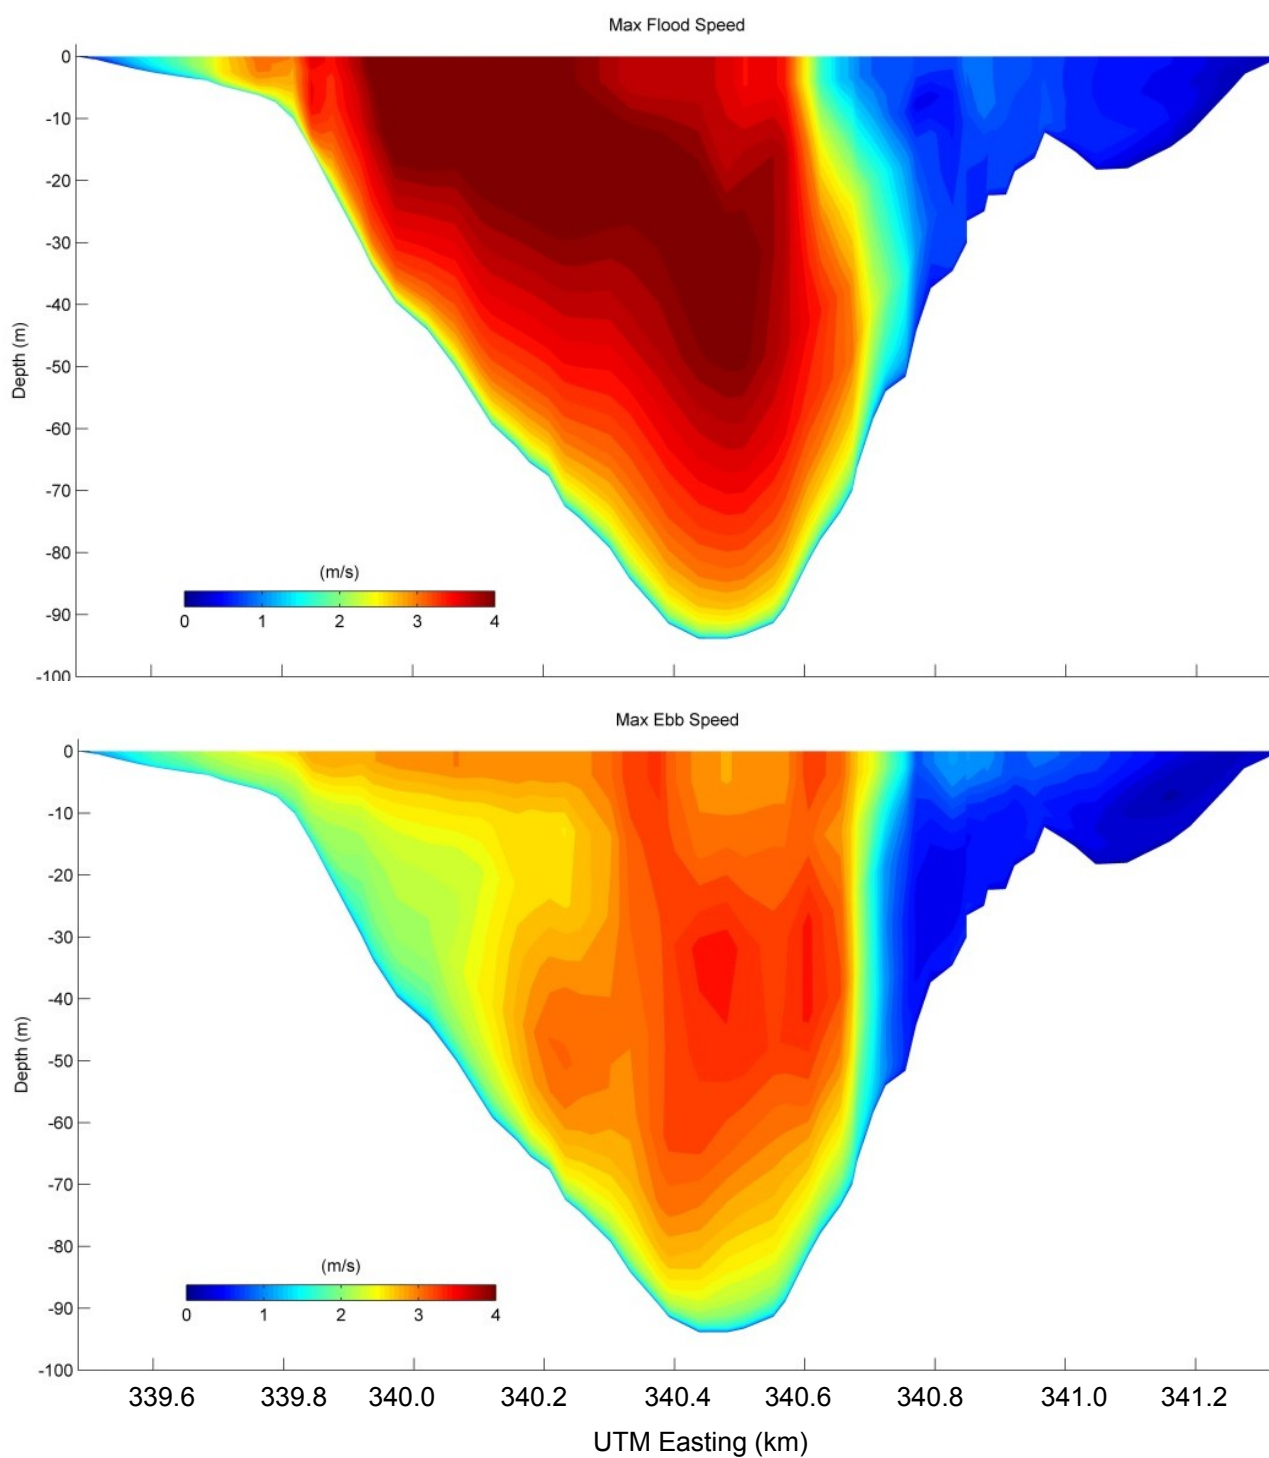 Max Flood Speed
0
-10
-20
-30
-40
-50
-60
-70
-80
-90
-100
Depth (m)
(m/s)
0 1 2 3 4
Max Ebb Speed
0
-10
-20
-30
-40
-50
-60
-70
-80
-90
-100
Depth (m)
(m/s)
0 1 2 3 4
339.6 339.8 340.0 340.2 340.4 340.6 340.8 341.0 341.2
UTM Easting (km)